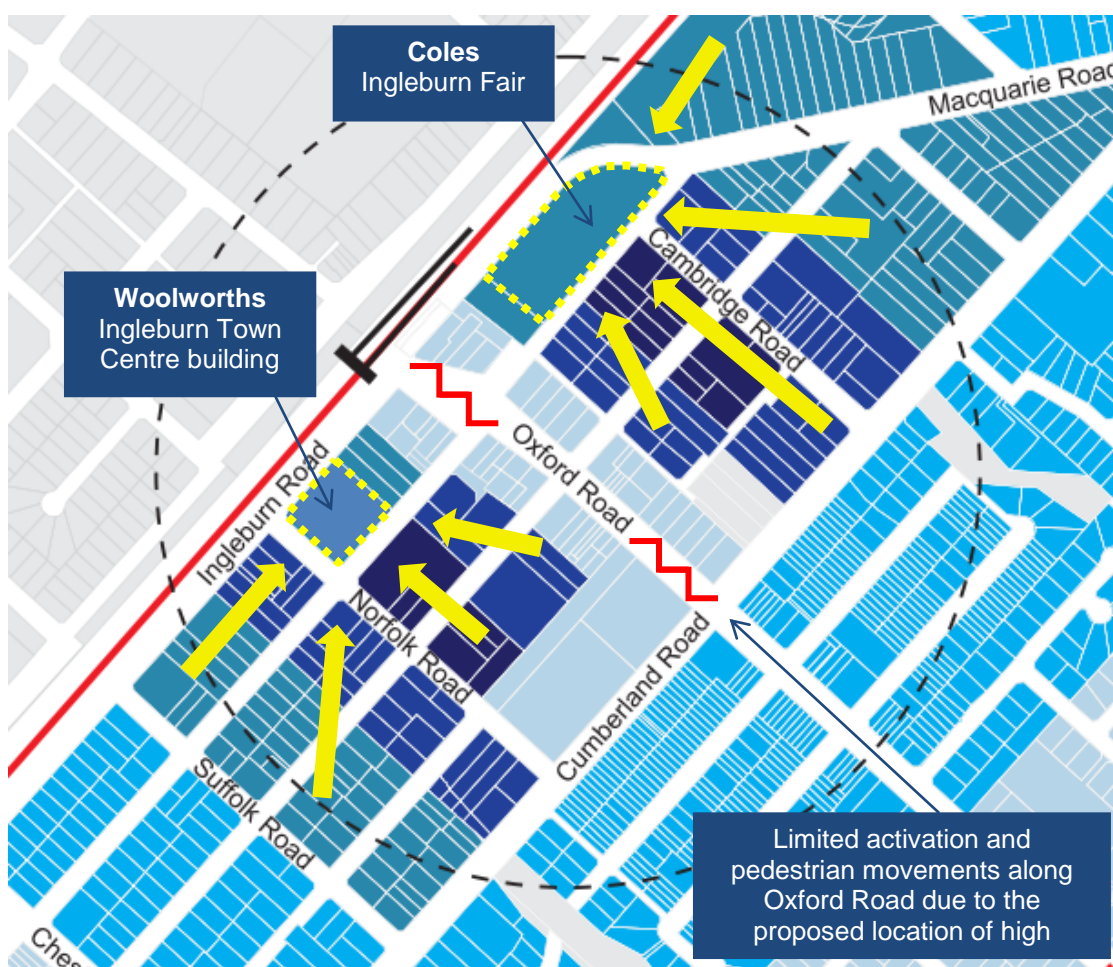 Coles
Ingleburn Fair
Macquarie Road
Cambridge Road
Woolworths
Ingleburn Town
Centre building
Oxford Road
Ingleburn Road
Norfolk Road
Cumberland Road
Suffolk Road
Limited activation and
pedestrian movements along
Oxford Road due to the
proposed location of high
Ches